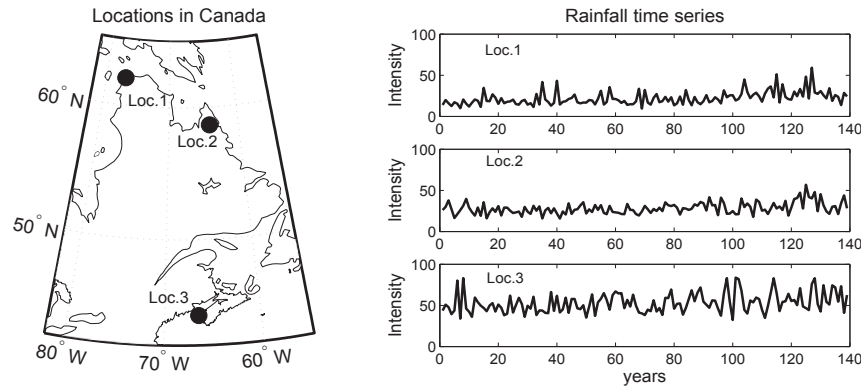 Locations in Canada
60° N
50° N
80° W
70° W
60° W
Loc.1
Loc.2
Loc.3
Rainfall time series
Intensity
100
50
0
Loc.1
0 20 40 60 80 100 120 140
Intensity
100
50
0
Loc.2
0 20 40 60 80 100 120 140
Intensity
100
50
0
Loc.3
0 20 40 60 80 100 120 140
years